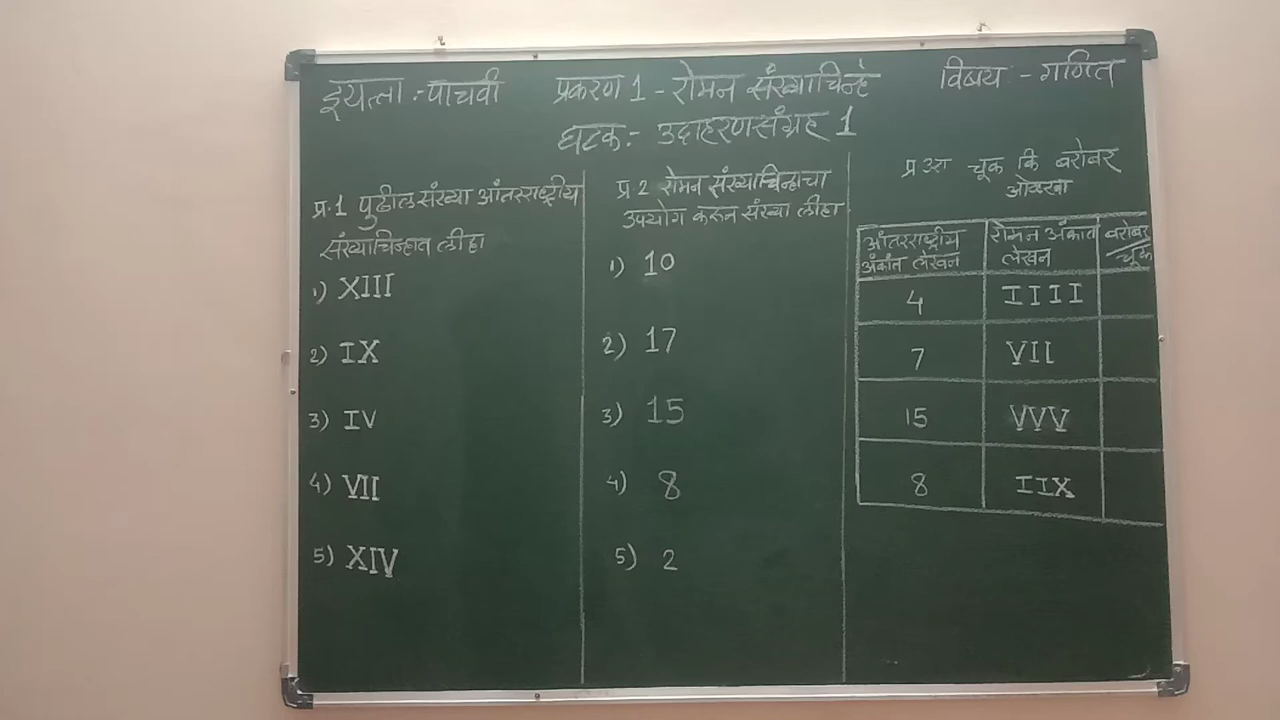 इयत्ता :- पाचवी प्रकरण 1 - रोमन संख्याचिन्हे विषय :- गणित
घटक:- उदाहरणसंग्रह 1
प्र.1 पुढील संख्या आंतरराष्ट्रीय
संख्याचिन्हात लीहा
1) XIII
2) IX
3) IV
4) VII
5) XIV
प्र 2 रोमन संख्याचिन्हाचा
उपयोग करून संख्या लीहा
1) 10
2) 17
3) 15
4) 8
5) 2
प्र 3रा चूक कि बरोबर
ओळखा
आंतरराष्ट्रीय रोमन अंकात बरोबर
अंकांत लेखन लेखन चूक
4 IIII
7 VII
15 VVV
8 IIX